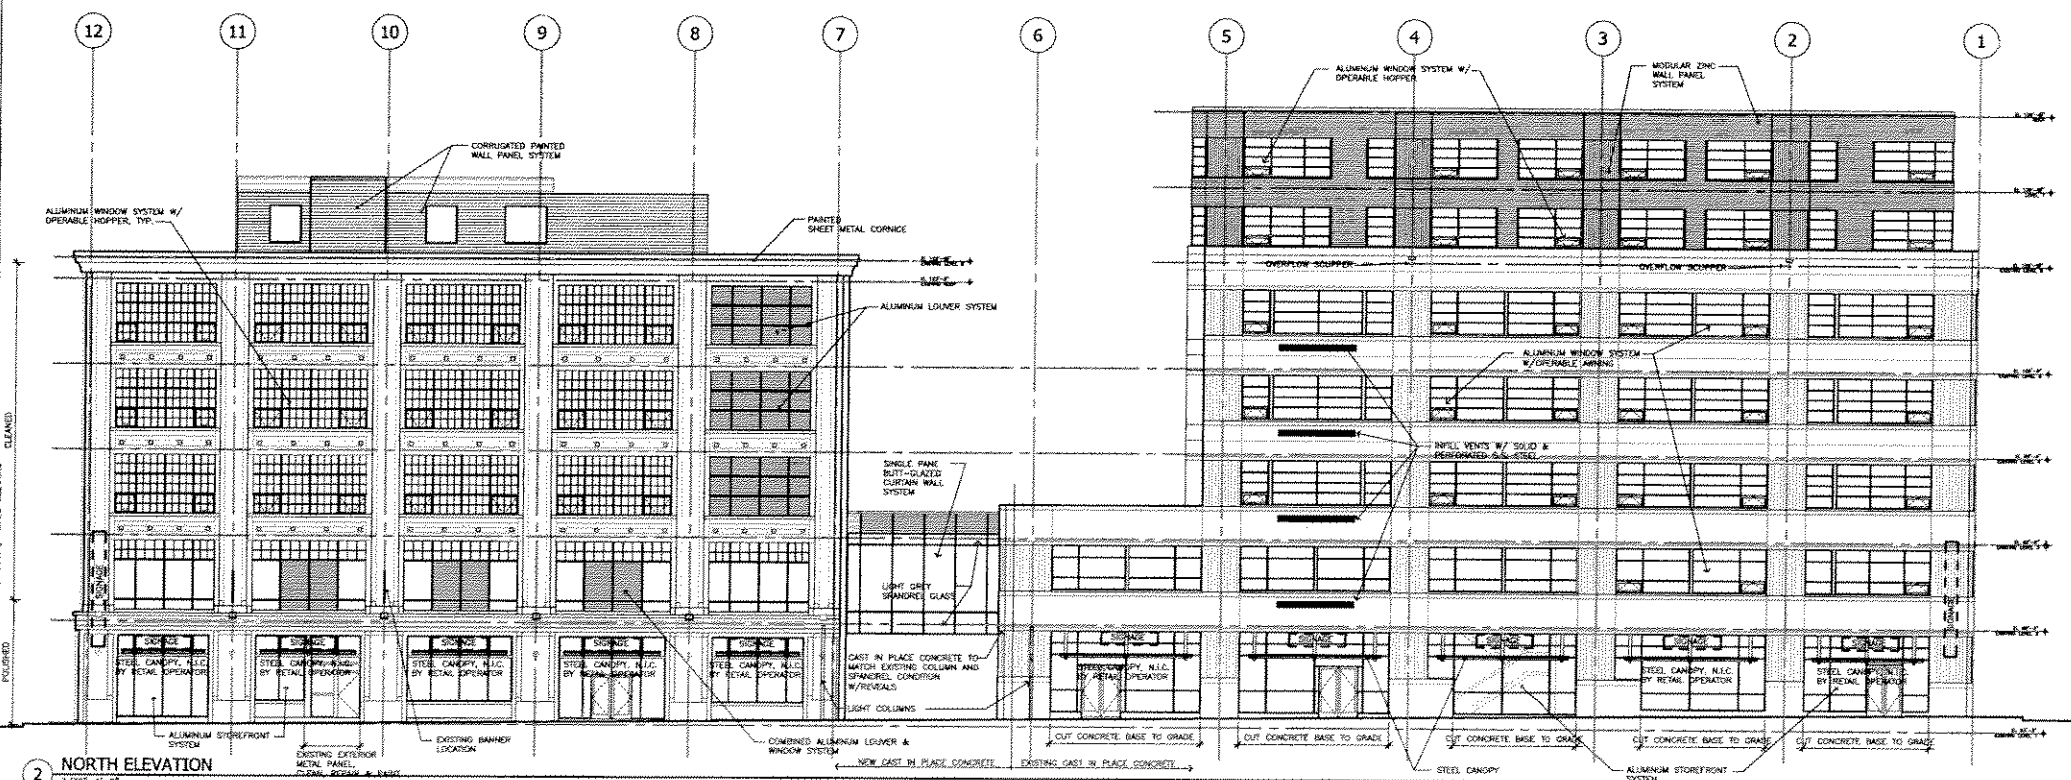 12 11 10 9 8 7 6 5 4 3 2 1
ALUMINUM WINDOW SYSTEM W/
OPERABLE HOPPER
MODULAR ZINC
WALL PANEL
SYSTEM
CORRUGATED PAINTED
WALL PANEL SYSTEM
ALUMINUM WINDOW SYSTEM W/
OPERABLE HOPPER, TYP.
PAINTED
SHEET METAL CORNICE
OVERFLOW SCUPPER
OVERFLOW SCUPPER
ALUMINUM LOUVER SYSTEM
ALUMINUM WINDOW SYSTEM
W/OPERABLE AWNING
CLEANED
INFILL VENTS W/ SOLID &
PERFORATED S.S. STEEL
SINGLE PANE
BUTT-GLAZED
CURTAIN WALL
SYSTEM
SIGNAGE
LIGHT GREY
SPANDREL GLASS
SIGNAGE
POLISHED
SIGNAGE SIGNAGE SIGNAGE SIGNAGE SIGNAGE
SIGNAGE SIGNAGE SIGNAGE SIGNAGE SIGNAGE
STEEL CANOPY, N.I.C.
BY RETAIL OPERATOR
STEEL CANOPY, N.I.C.
BY RETAIL OPERATOR
STEEL CANOPY, N.I.C.
BY RETAIL OPERATOR
STEEL CANOPY, N.I.C.
BY RETAIL OPERATOR
STEEL CANOPY, N.I.C.
BY RETAIL OPERATOR
CAST IN PLACE CONCRETE TO
MATCH EXISTING COLUMN AND
SPANDREL CONDITION
W/REVEALS
STEEL CANOPY, N.I.C.
BY RETAIL OPERATOR
STEEL CANOPY, N.I.C.
BY RETAIL OPERATOR
STEEL CANOPY, N.I.C.
BY RETAIL OPERATOR
LIGHT COLUMNS
ALUMINUM STOREFRONT
SYSTEM
EXISTING EXTERIOR
METAL PANEL,
CLEAN, REPAIR & PAINT
EXISTING BANNER
LOCATION
COMBINED ALUMINUM LOUVER &
WINDOW SYSTEM
CUT CONCRETE BASE TO GRADE
CUT CONCRETE BASE TO GRADE
CUT CONCRETE BASE TO GRADE
CUT CONCRETE BASE TO GRADE
CUT CONCRETE BASE TO GRADE
NEW CAST IN PLACE CONCRETE
EXISTING CAST IN PLACE CONCRETE
STEEL CANOPY
ALUMINUM STOREFRONT
SYSTEM
2 NORTH ELEVATION